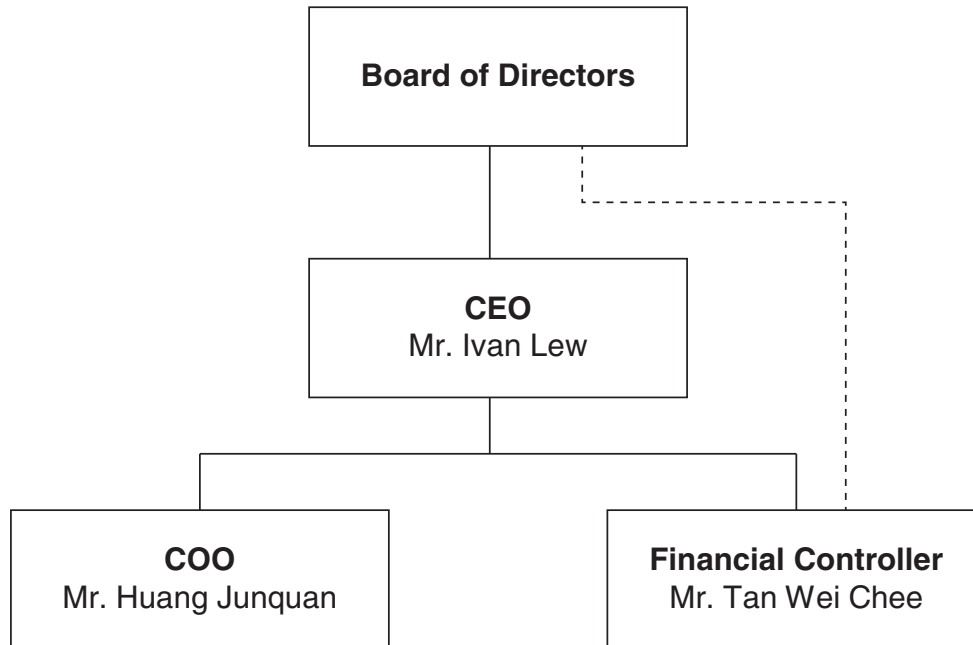 Board of Directors
CEO
Mr. Ivan Lew
COO
Mr. Huang Junquan
Financial Controller
Mr. Tan Wei Chee